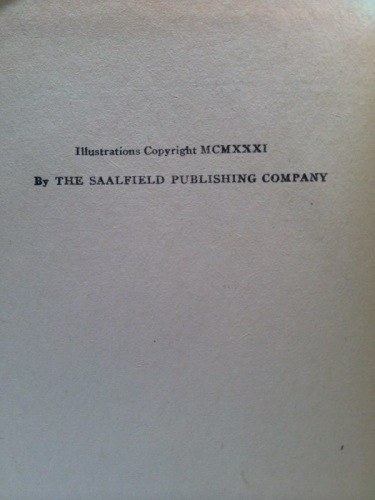 Illustrations Copyright MCMXXXI
By THE SAALFIELD PUBLISHING COMPANY